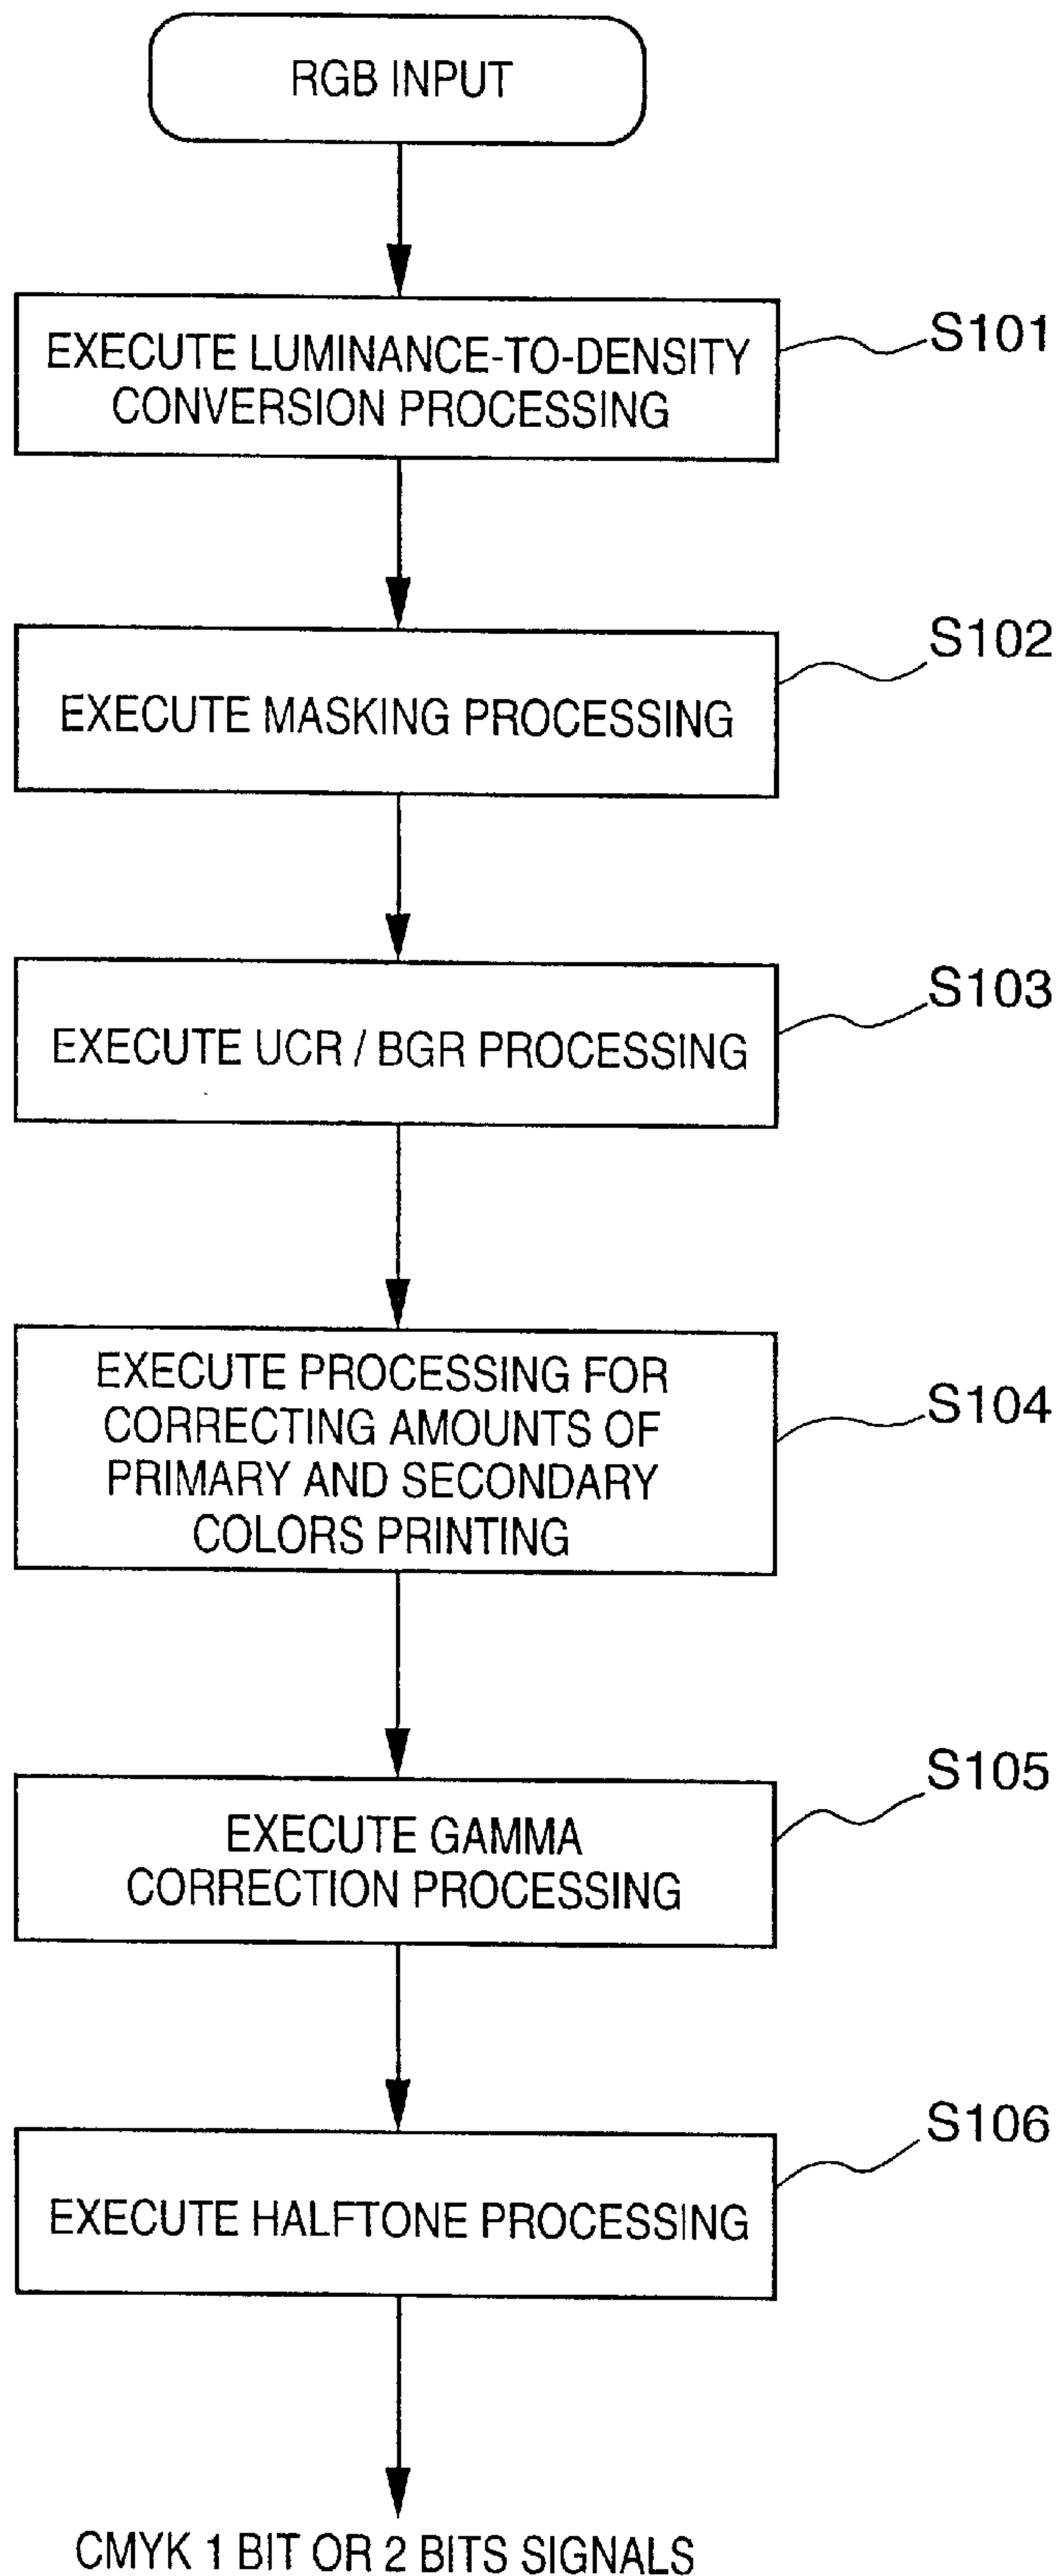 RGB INPUT
EXECUTE LUMINANCE-TO-DENSITY
CONVERSION PROCESSING
S101
EXECUTE MASKING PROCESSING
S102
EXECUTE UCR / BGR PROCESSING
S103
EXECUTE PROCESSING FOR
CORRECTING AMOUNTS OF
PRIMARY AND SECONDARY
COLORS PRINTING
S104
EXECUTE GAMMA
CORRECTION PROCESSING
S105
EXECUTE HALFTONE PROCESSING
S106
CMYK 1 BIT OR 2 BITS SIGNALS